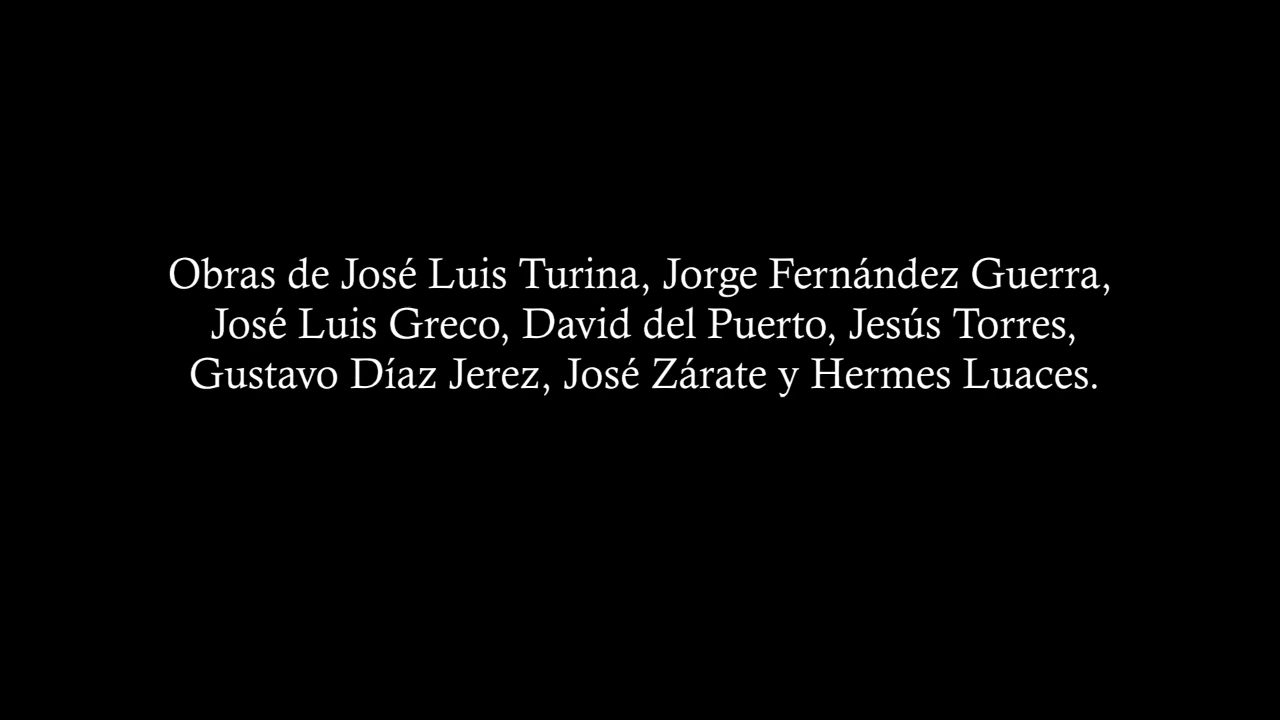 Obras de José Luis Turina, Jorge Fernández Guerra,
José Luis Greco, David del Puerto, Jesús Torres,
Gustavo Díaz Jerez, José Zárate y Hermes Luaces.